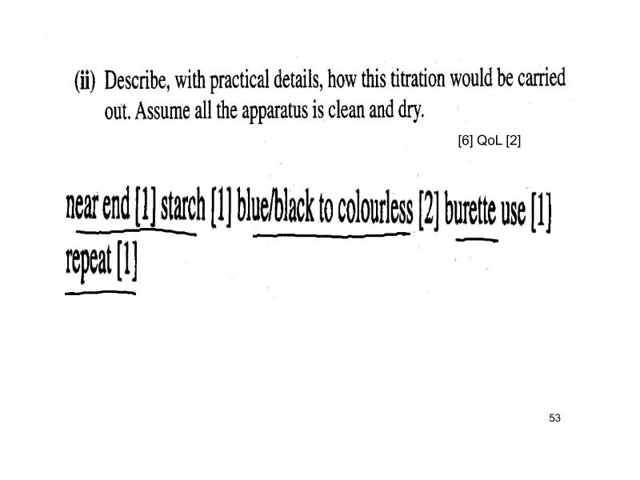 (ii) Describe, with practical details, how this titration would be carried
out. Assume all the apparatus is clean and dry.
[6] QoL [2]
near end [1] starch [1] blue/black to colourless [2] burette use [1]
repeat [1]
53